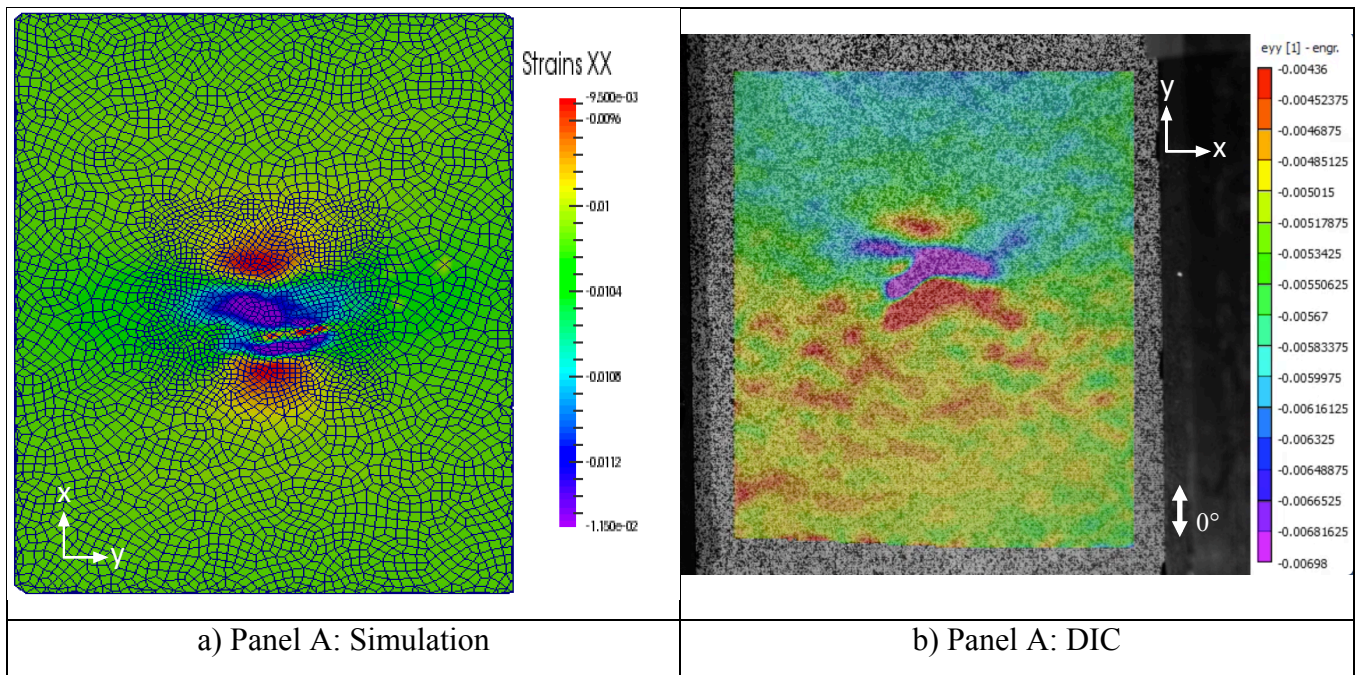 Strains XX
-9.500e-03
-0.0096
-0.01
-0.0104
-0.0108
-0.0112
-1.150e-02
x
y
eyy [1] - engr.
-0.00436
-0.00452375
-0.0046875
-0.00485125
-0.005015
-0.00517875
-0.0053425
-0.00550625
-0.00567
-0.00583375
-0.0059975
-0.00616125
-0.006325
-0.00648875
-0.0066525
-0.00681625
-0.00698
y
x
0°
a) Panel A: Simulation
b) Panel A: DIC